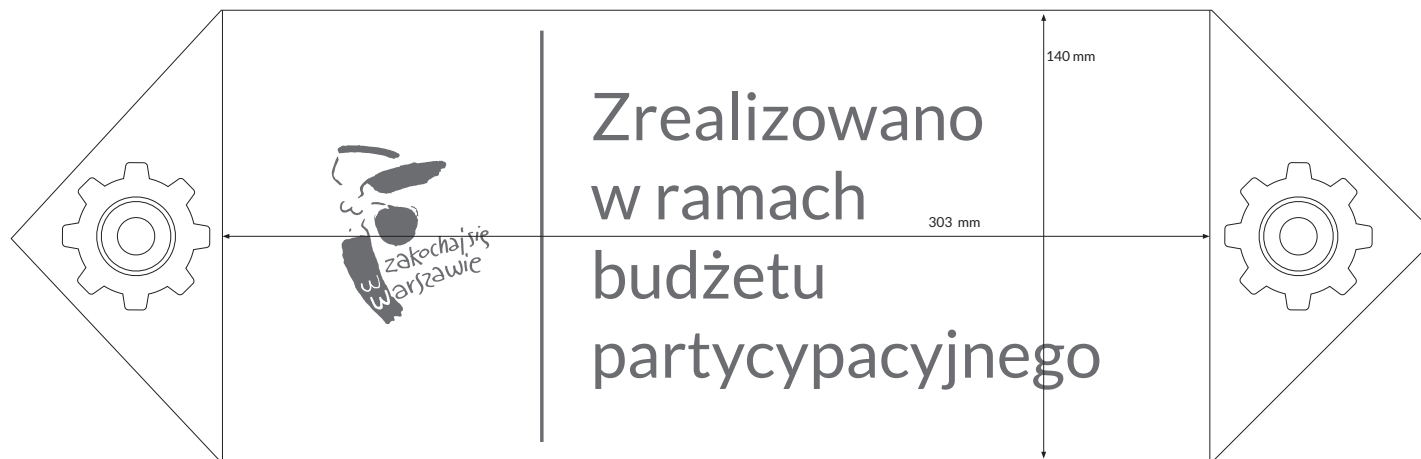 140 mm
Zrealizowano
w ramach
303 mm
budżetu
partycypacyjnego
zakochaj się
w
warszawie